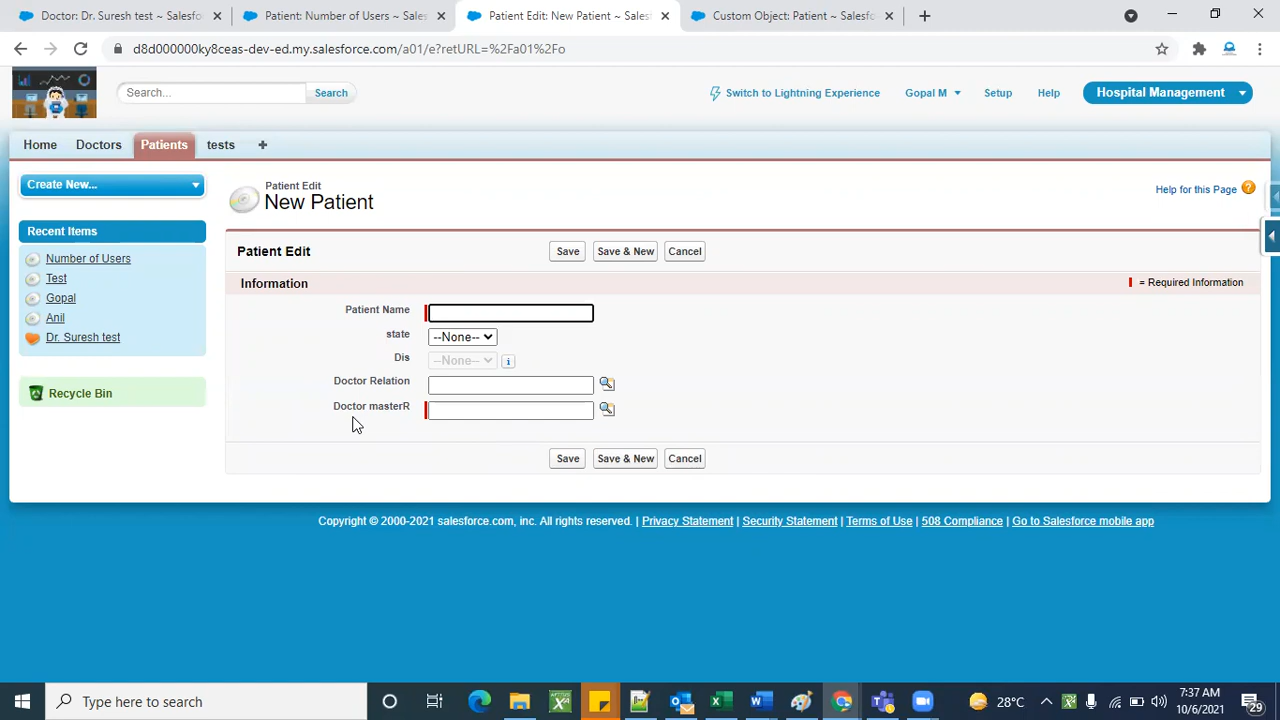 Doctor: Dr. Suresh test ~ Salesfo
Patient: Number of Users ~ Sales
Patient Edit: New Patient ~ Sales
Custom Object: Patient ~ Salesfo
d8d000000ky8ceas-dev-ed.my.salesforce.com/a01/e?retURL=%2Fa01%2Fo
Search...
Search
Switch to Lightning Experience
Gopal M
Setup
Help
Hospital Management
Home
Doctors
Patients
tests
Create New...
Recent Items
Number of Users
Test
Gopal
Anil
Dr. Suresh test
Recycle Bin
Patient Edit
New Patient
Help for this Page
Patient Edit
Save
Save & New
Cancel
Information
= Required Information
Patient Name
state
--None--
Dis
--None--
Doctor Relation
Doctor masterR
Save
Save & New
Cancel
Copyright © 2000-2021 salesforce.com, inc. All rights reserved. | Privacy Statement | Security Statement | Terms of Use | 508 Compliance | Go to Salesforce mobile app
Type here to search
28°C
7:37 AM
10/6/2021
29